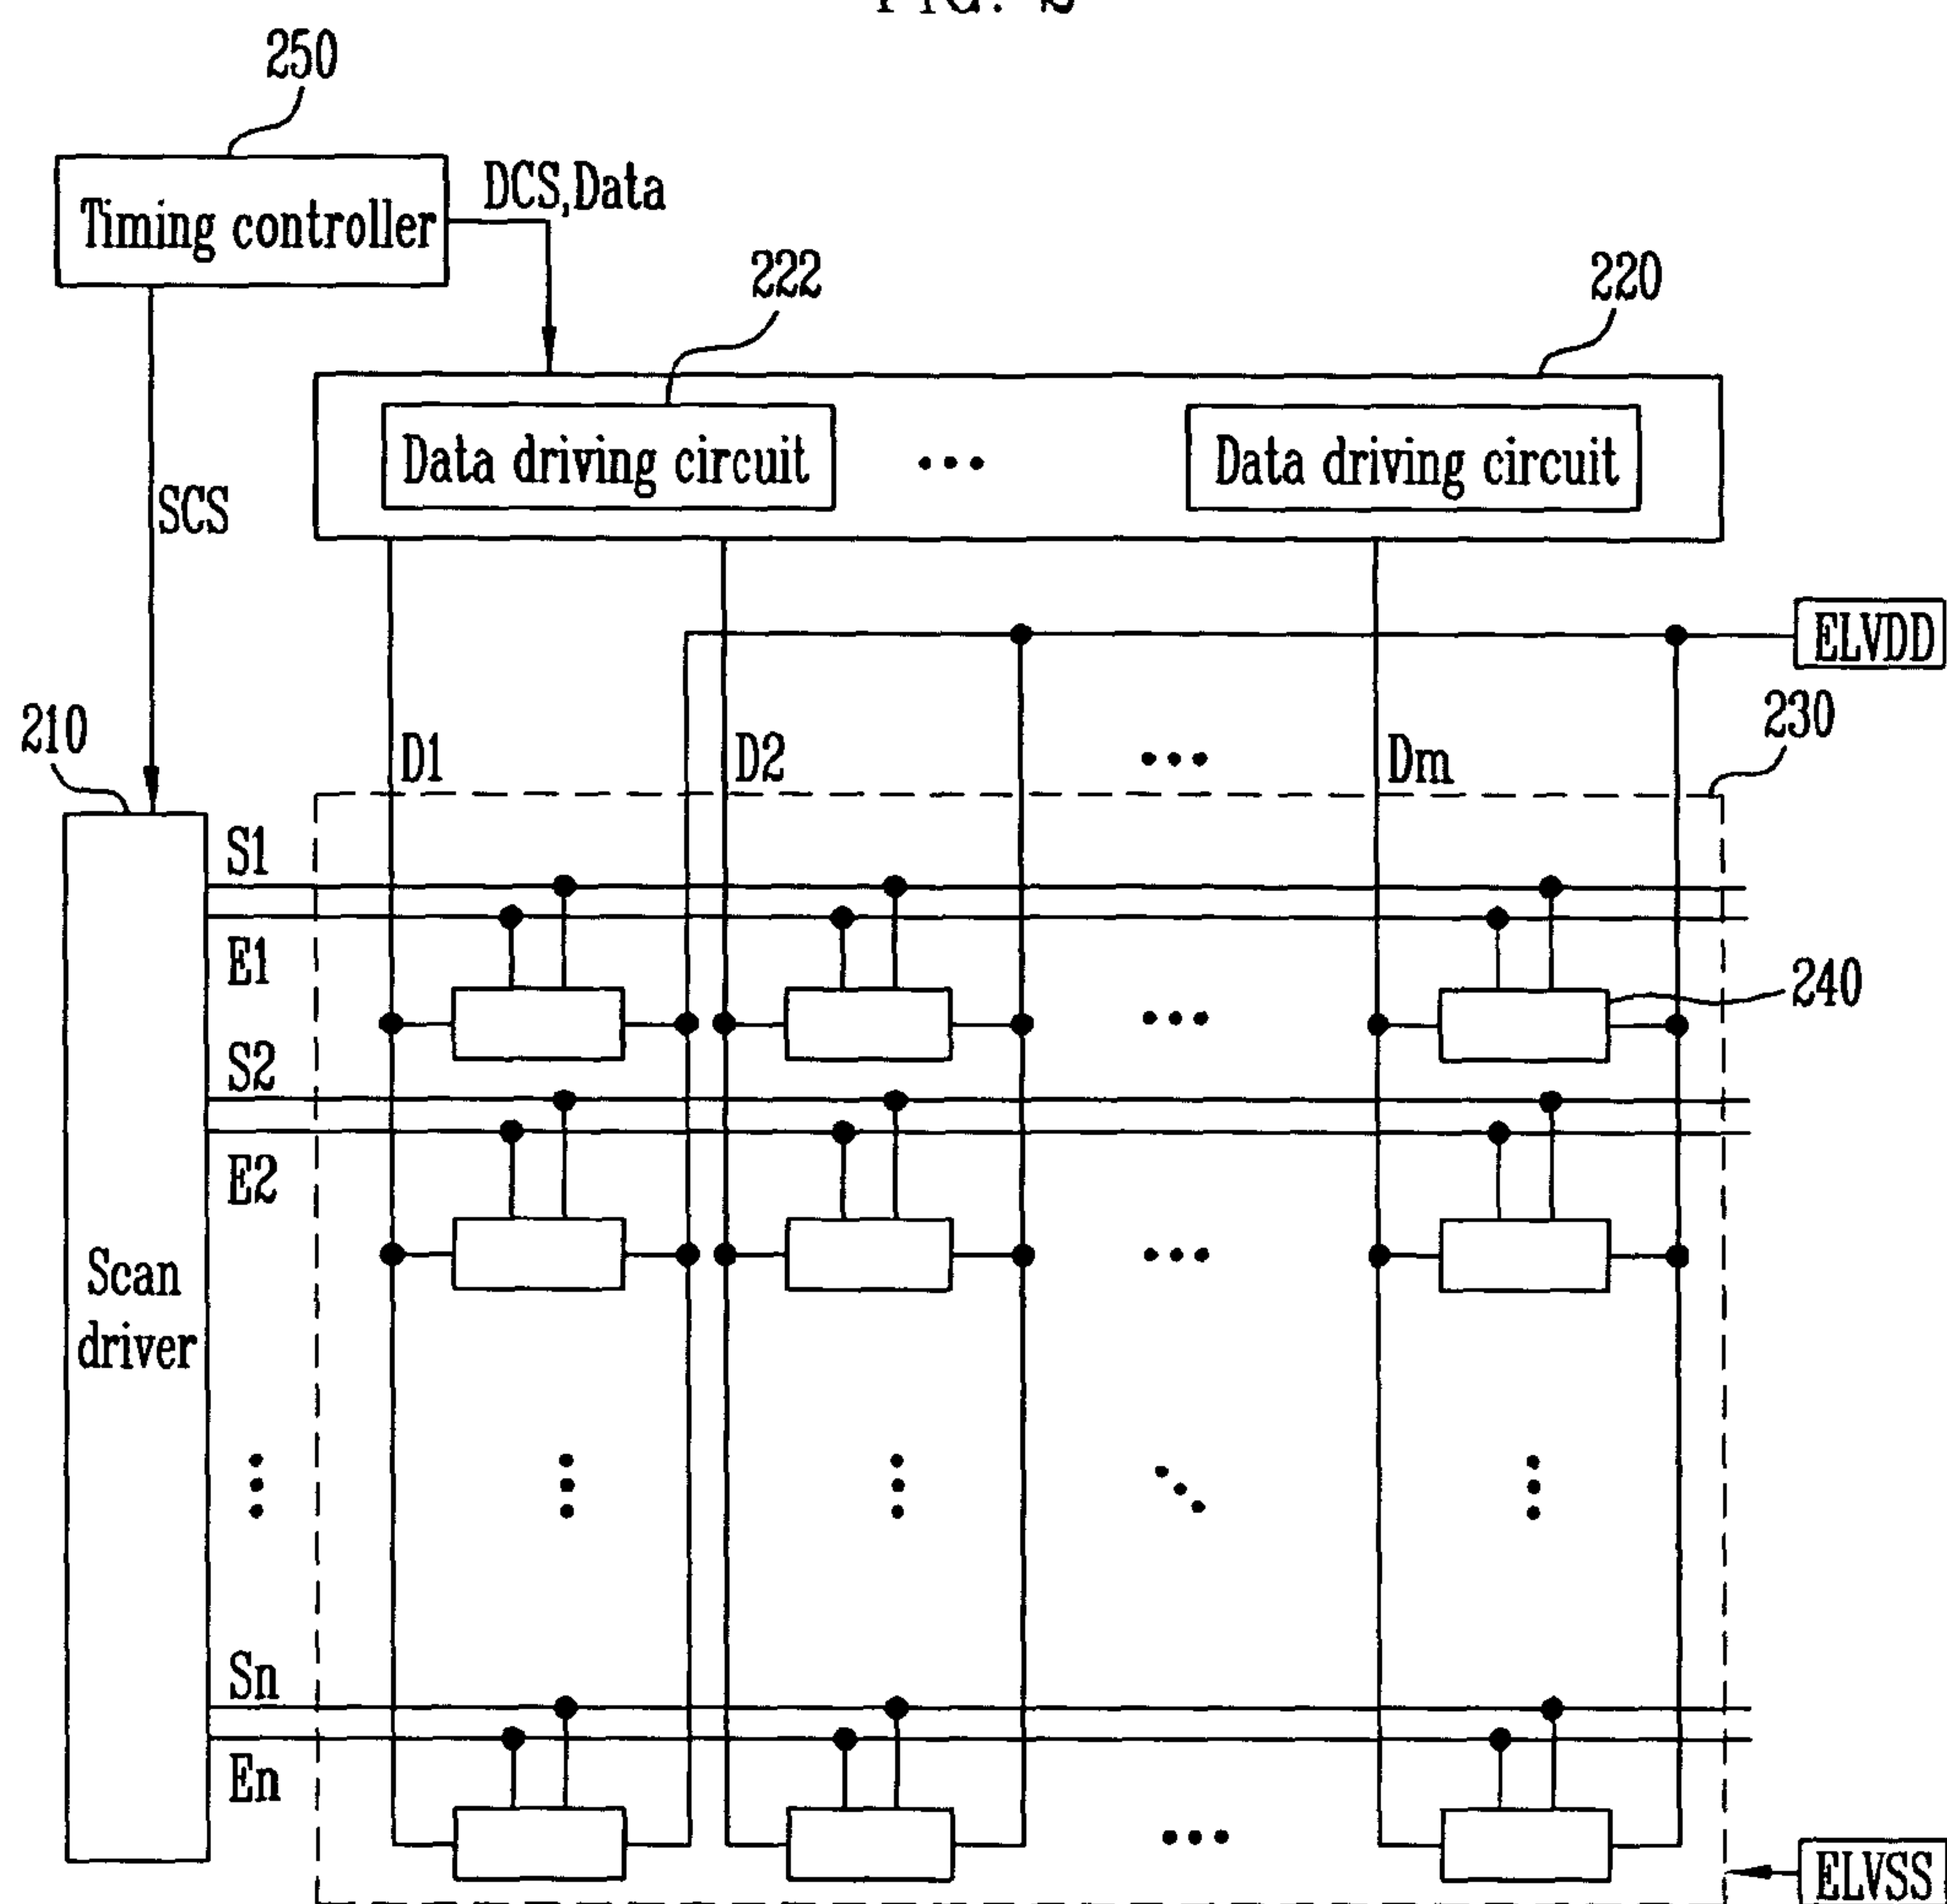 250
Timing controller
DCS,Data
222
220
Data driving circuit
Data driving circuit
SCS
ELVDD
210
230
D1
D2
Dm
S1
E1
240
S2
E2
Scan
driver
Sn
En
ELVSS